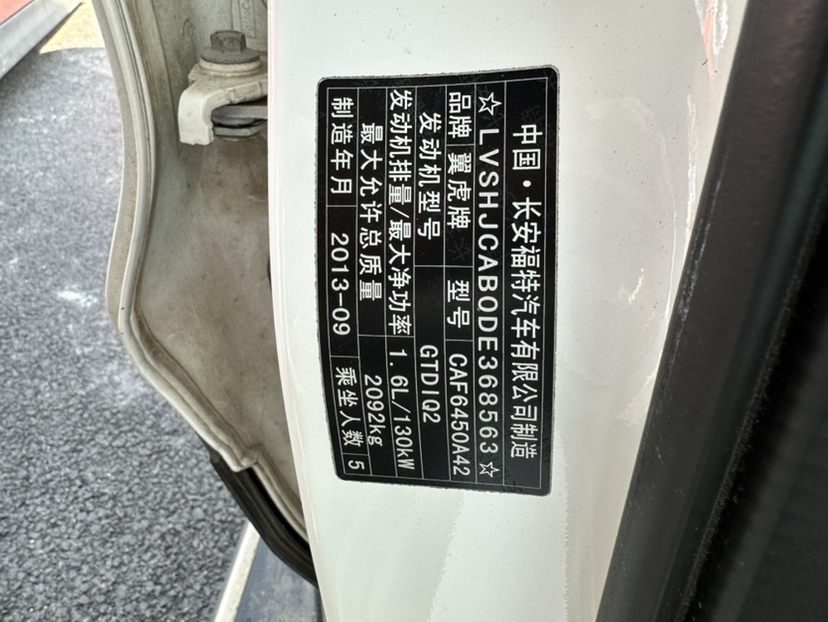 中国·长安福特汽车有限公司制造
☆LVSHJCAB0DE368563☆
品牌 翼虎牌 型号 CAF6450A42
发动机型号 GTDIQ2
发动机排量/最大净功率 1.6L/130kW
最大允许总质量 2092kg
制造年月 2013-09 乘坐人数 5